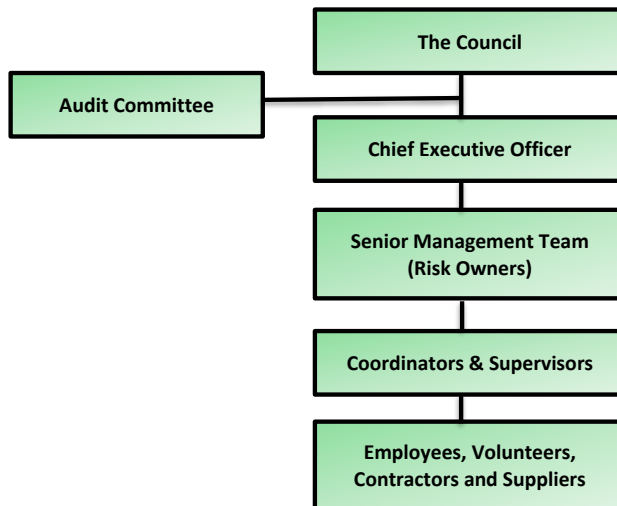 The Council
Audit Committee
Chief Executive Officer
Senior Management Team
(Risk Owners)
Coordinators & Supervisors
Employees, Volunteers,
Contractors and Suppliers